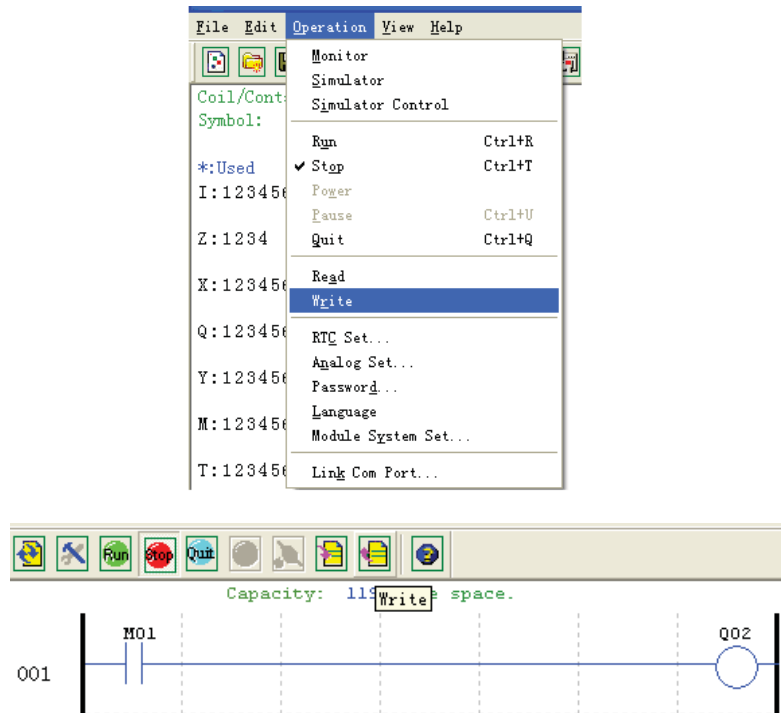 File Edit Operation View Help
Monitor
Simulator
Coil/Cont
Simulator Control
Symbol:
Run Ctrl+R
*:Used ✔ Stop Ctrl+T
I:123456 Power
Pause Ctrl+U
Z:1234 Quit Ctrl+Q
Read
X:123456
Write
Q:123456 RTC Set...
Analog Set...
Y:123456 Password...
Language
M:123456 Module System Set...
T:123456 Link Com Port...
Run Stop Quit
Capacity: 119 Write space.
M01 Q02
001